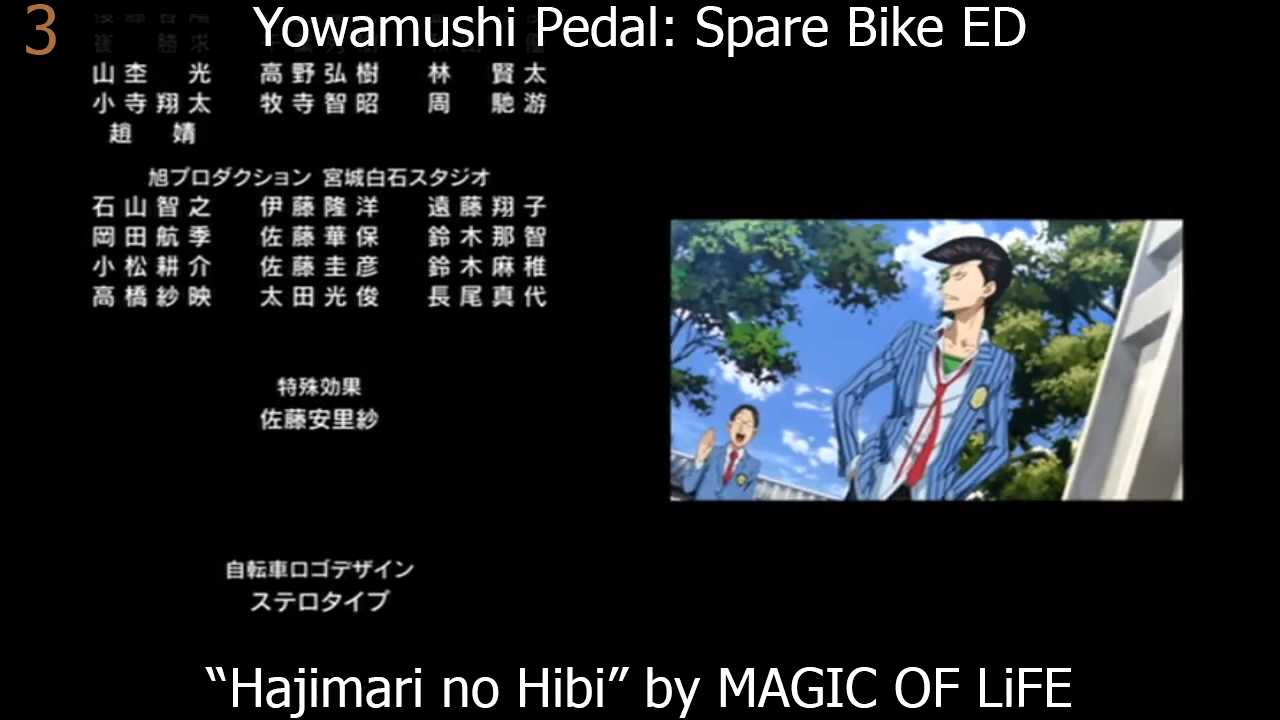 3
Yowamushi Pedal: Spare Bike ED
山杢 光 高野弘樹 林 賢太
小寺翔太 牧寺智昭 周 馳游
趙 靖
旭プロダクション 宮城白石スタジオ
石山智之 伊藤隆洋 遠藤翔子
岡田航季 佐藤華保 鈴木那智
小松耕介 佐藤圭彦 鈴木麻稚
高橋紗映 太田光俊 長尾真代
特殊効果
佐藤安里紗
自転車ロゴデザイン
ステロタイプ
“Hajimari no Hibi” by MAGIC OF LiFE